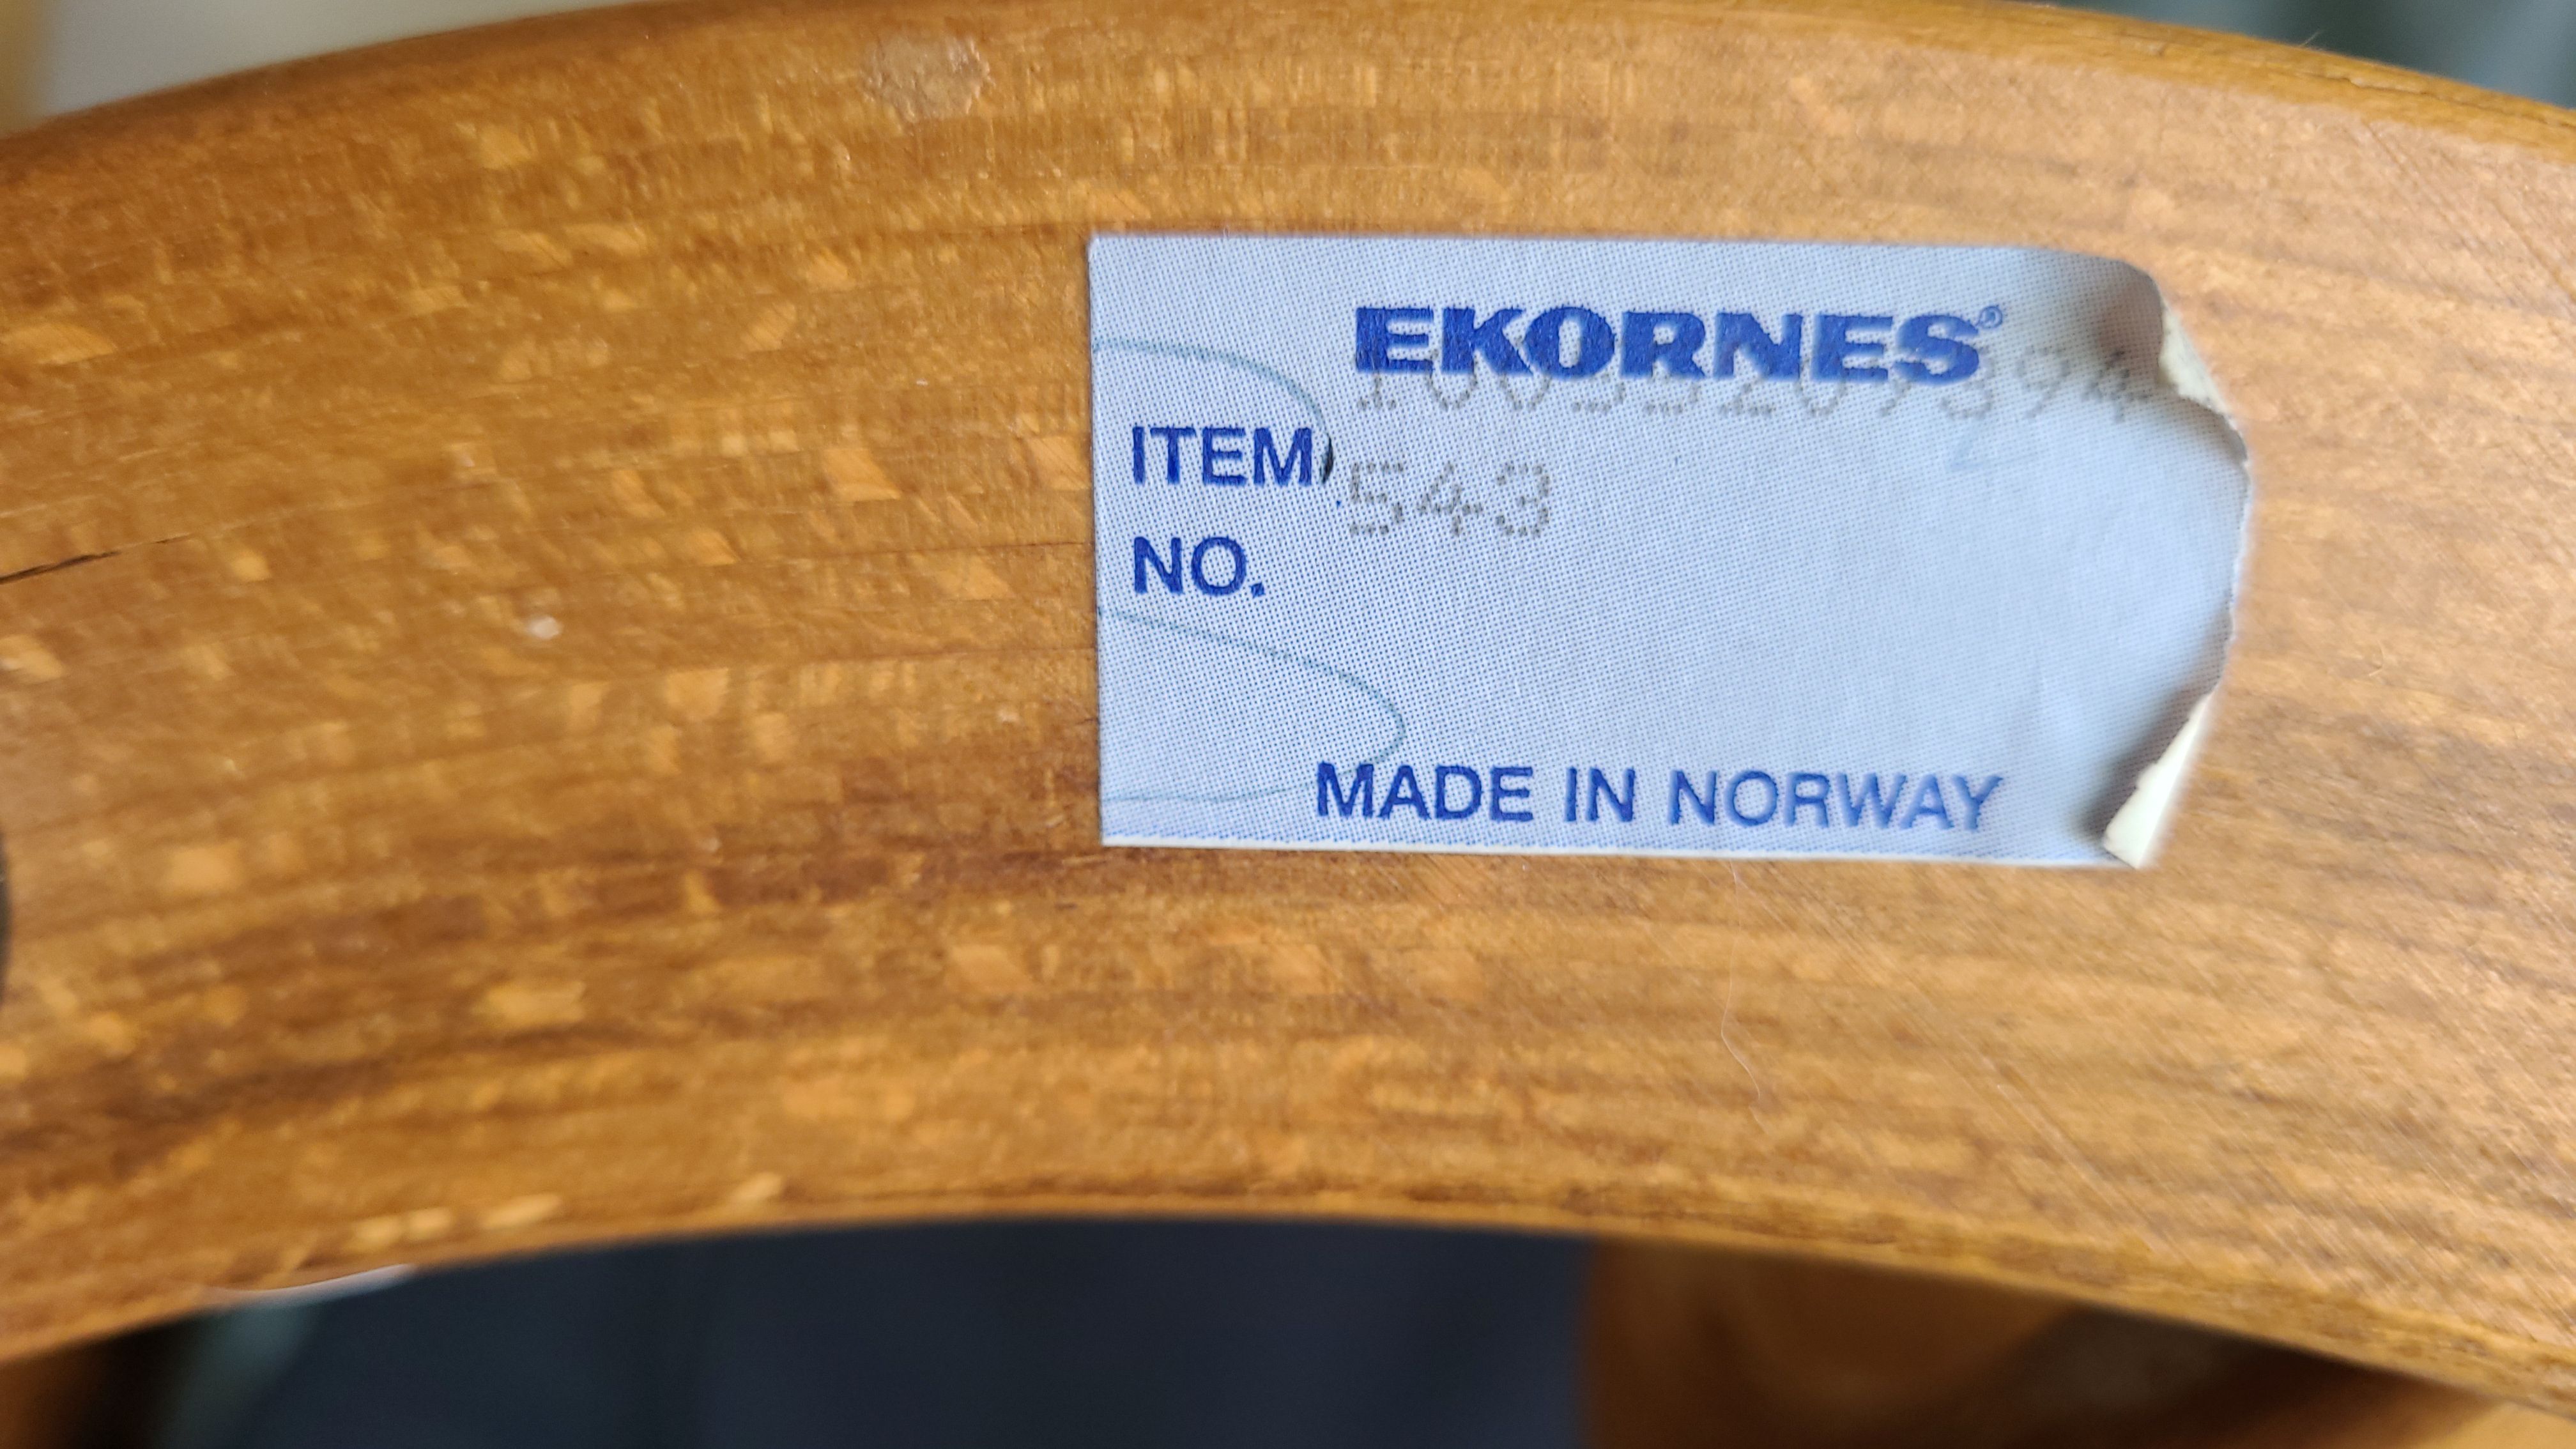 EKORNES®
ITEM 543
NO.
MADE IN NORWAY